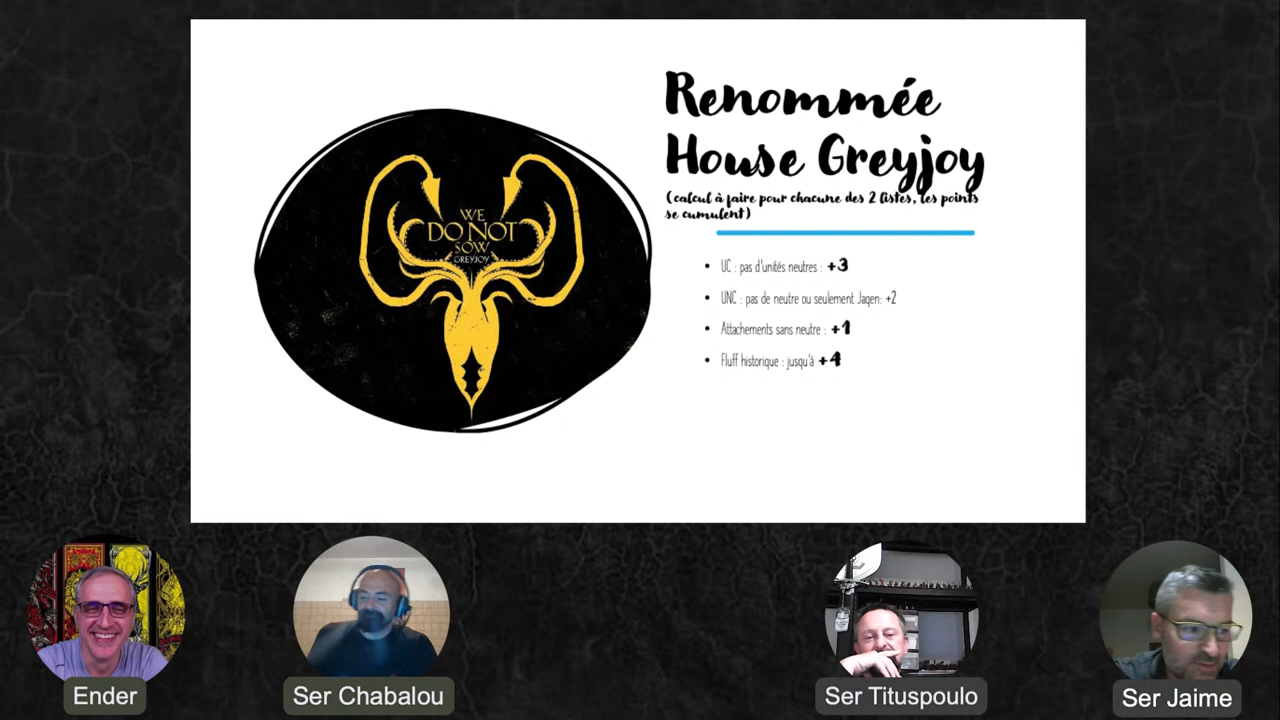 Renommée
House Greyjoy
(calcul à faire pour chacune des 2 listes, les points
se cumulent)
WE
DO NOT
SOW
GREYJOY
• UC : pas d'unités neutres : +3
• UNC : pas de neutre ou seulement Jaqen: +2
• Attachements sans neutre : +1
• Fluff historique : jusqu'à +4
Ender
Ser Chabalou
Ser Tituspoulo
Ser Jaime